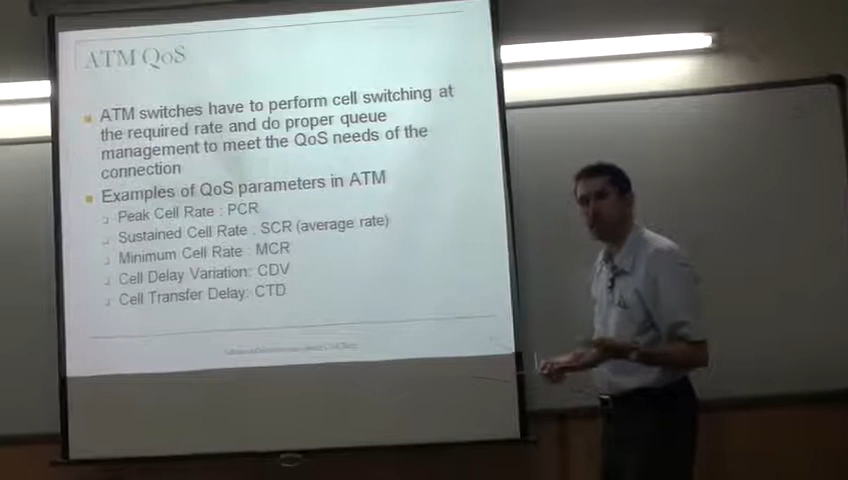 ATM QoS
ATM switches have to perform cell switching at
the required rate and do proper queue
management to meet the QoS needs of the
connection
Examples of QoS parameters in ATM
Peak Cell Rate : PCR
Sustained Cell Rate : SCR (average rate)
Minimum Cell Rate : MCR
Cell Delay Variation: CDV
Cell Transfer Delay: CTD